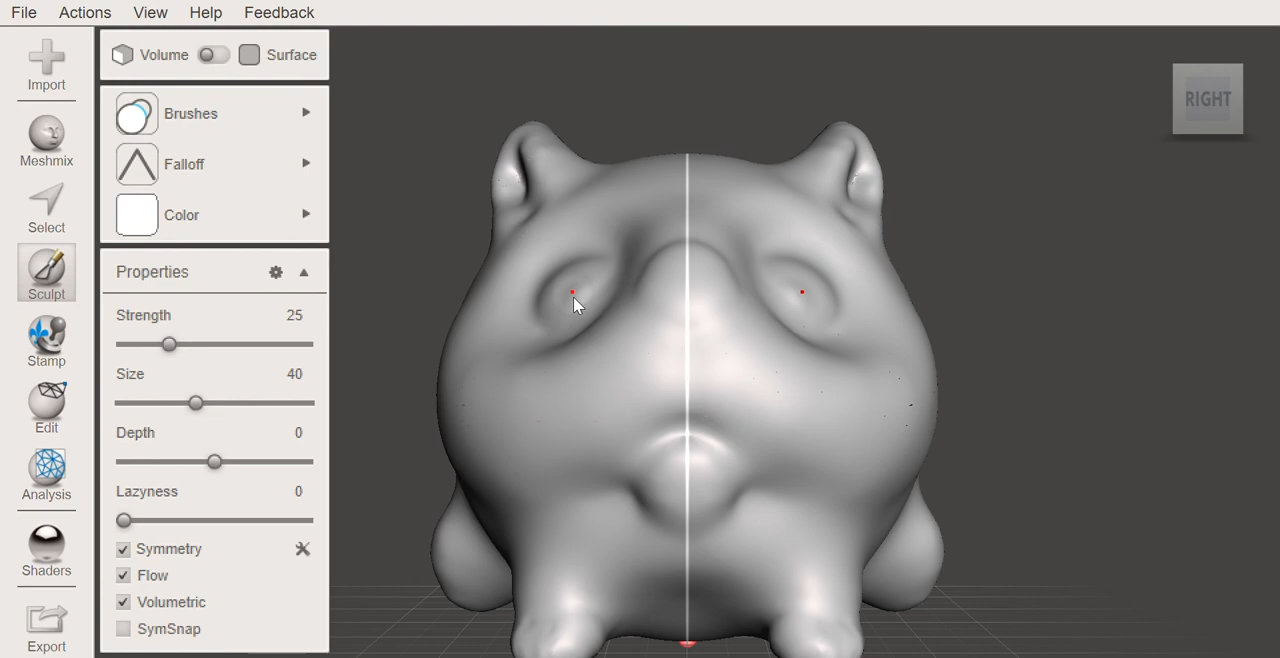 File Actions View Help Feedback
Import
Meshmix
Select
Sculpt
Stamp
Edit
Analysis
Shaders
Export
Volume Surface
Brushes
Falloff
Color
Properties
Strength 25
Size 40
Depth 0
Lazyness 0
Symmetry
Flow
Volumetric
SymSnap
RIGHT